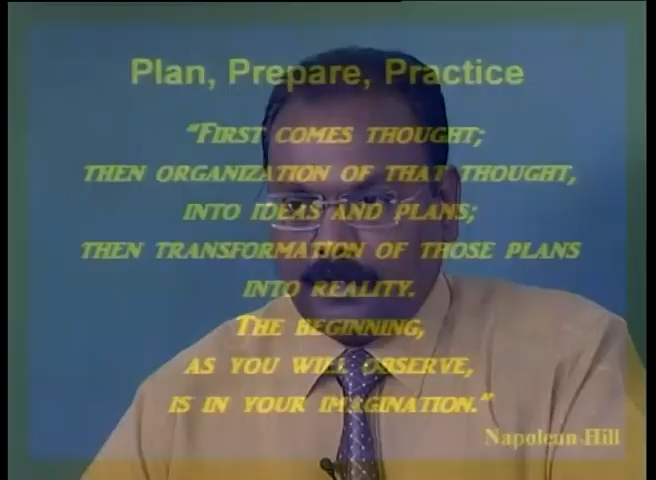 Plan, Prepare, Practice
"FIRST COMES THOUGHT;
THEN ORGANIZATION OF THAT THOUGHT,
INTO IDEAS AND PLANS;
THEN TRANSFORMATION OF THOSE PLANS
INTO REALITY.
THE BEGINNING,
AS YOU WILL OBSERVE,
IS IN YOUR IMAGINATION."
Napolean Hill